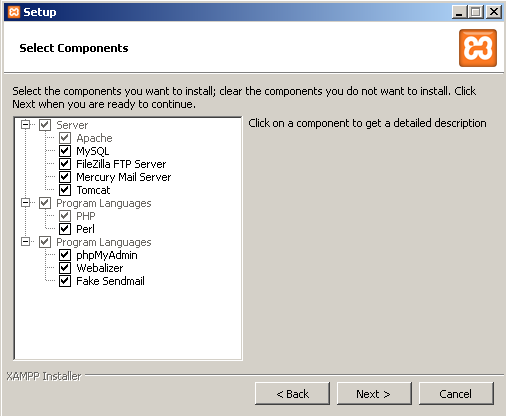 Setup
Select Components
Select the components you want to install; clear the components you do not want to install. Click
Next when you are ready to continue.
Server
Apache
MySQL
FileZilla FTP Server
Mercury Mail Server
Tomcat
Program Languages
PHP
Perl
Program Languages
phpMyAdmin
Webalizer
Fake Sendmail
Click on a component to get a detailed description
XAMPP Installer
< Back
Next >
Cancel